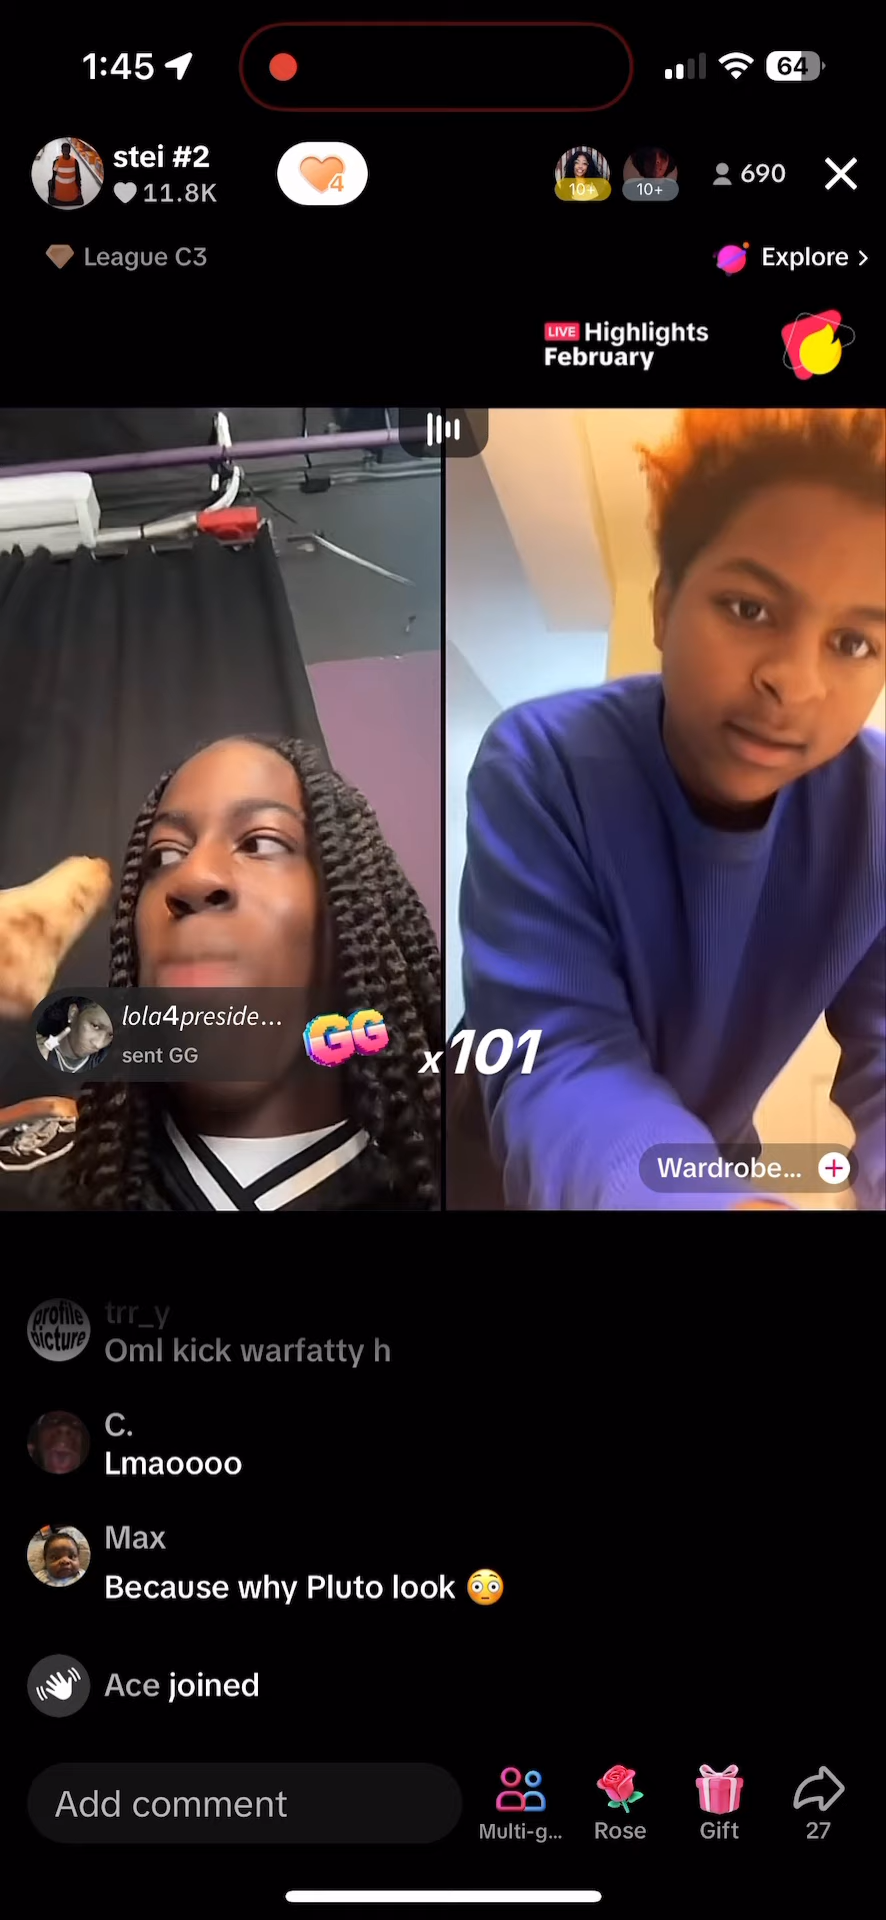 1:45
64
stei #2
11.8K
4
10+
10+
690
League C3
Explore
LIVE Highlights
February
lola4preside...
sent GG
GG
x101
Wardrobe...
profile
picture
trr_y
Oml kick warfatty h
C.
Lmaoooo
Max
Because why Pluto look 😳
Ace joined
Add comment
Multi-g...
Rose
Gift
27